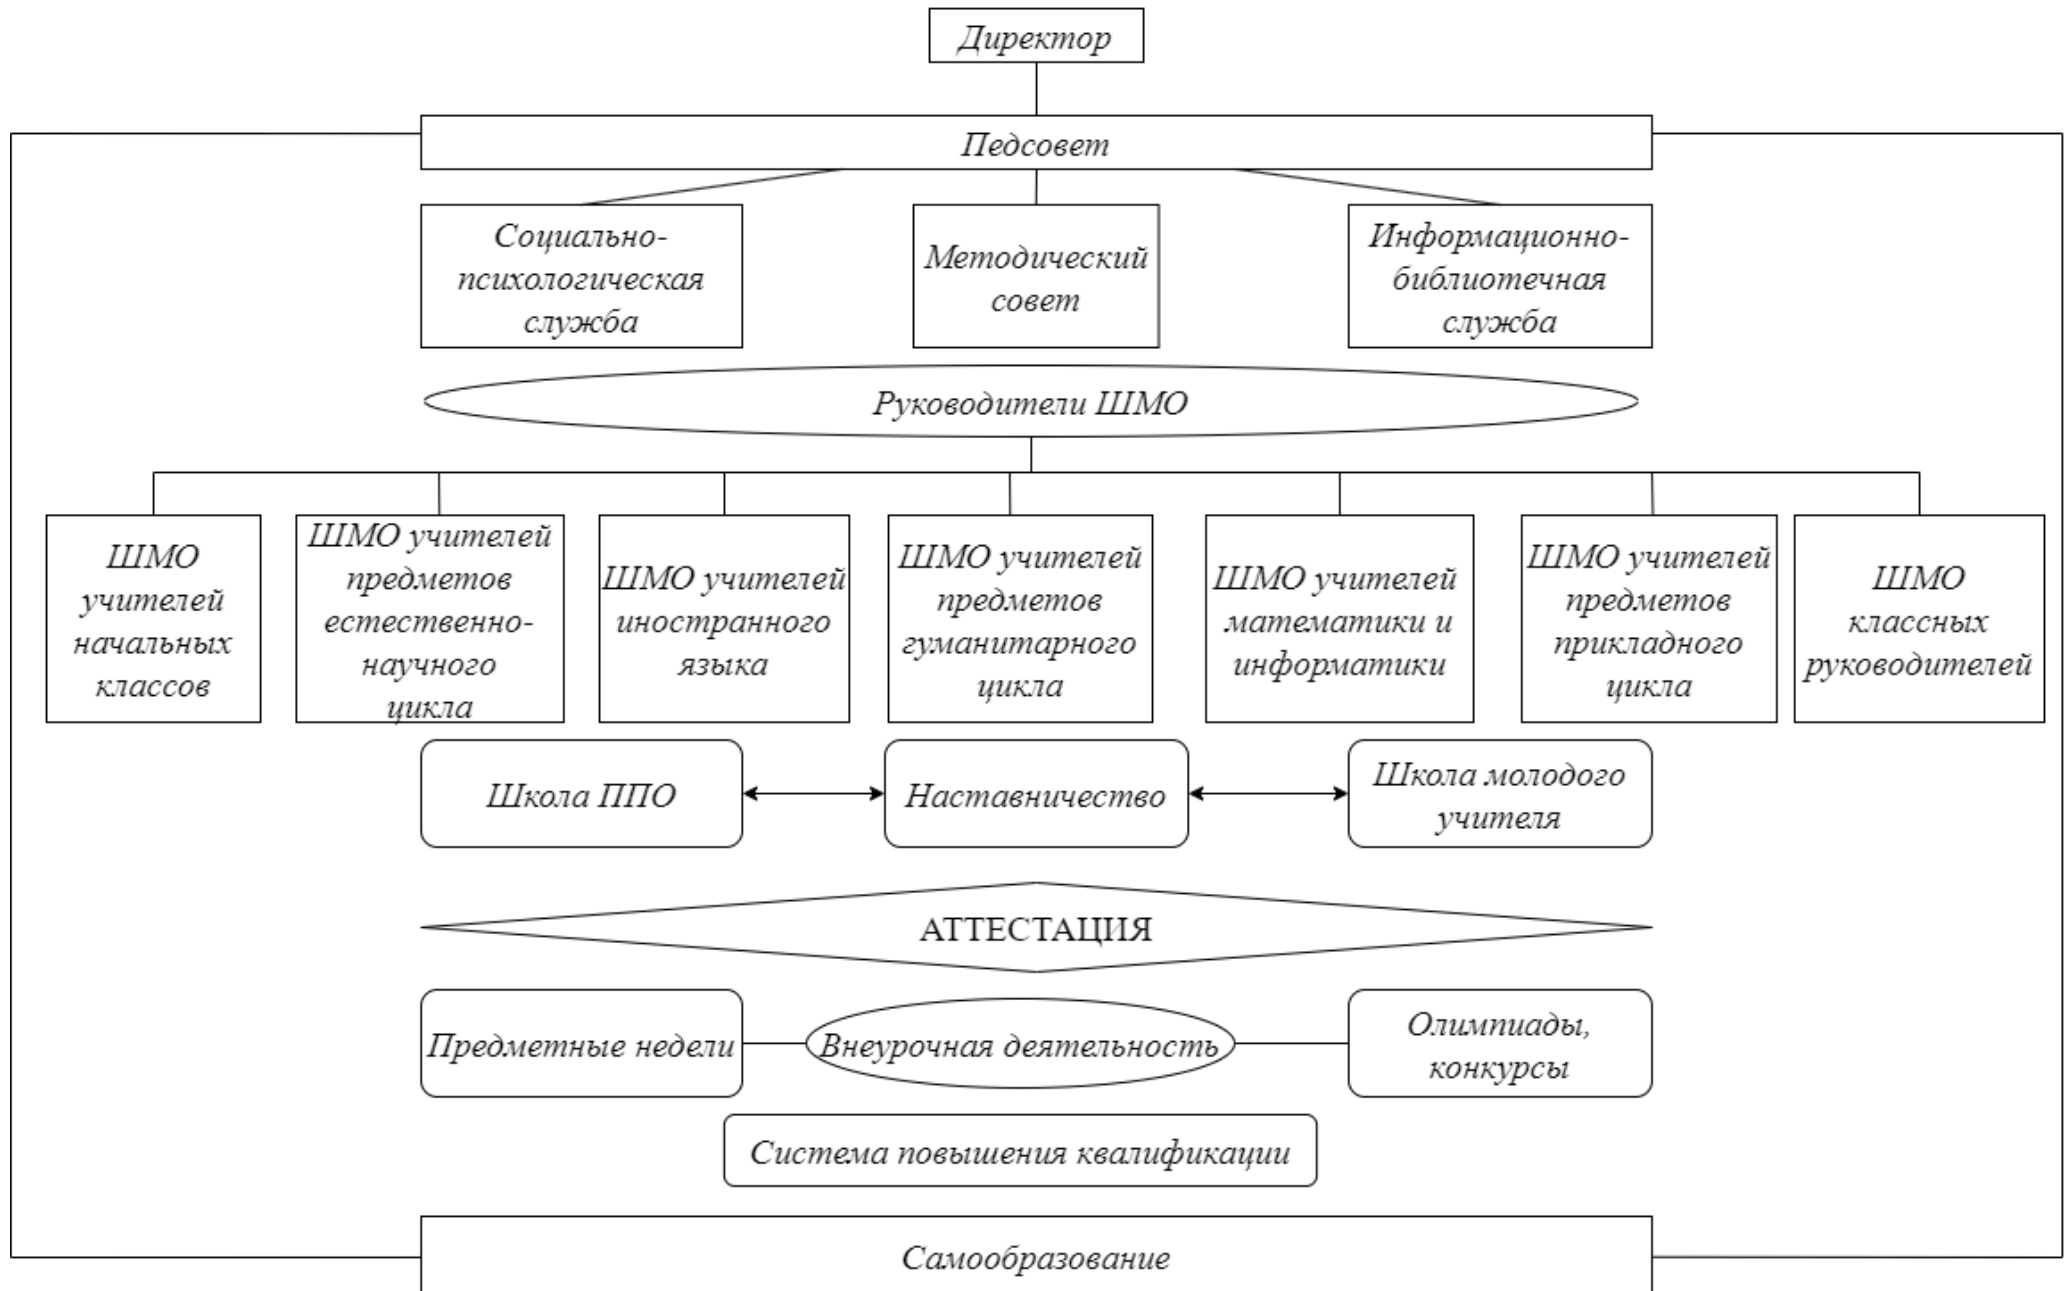 Директор
Педсовет
Социально-
психологическая
служба
Методический
совет
Информационно-
библиотечная
служба
Руководители ШМО
ШМО
учителей
начальных
классов
ШМО учителей
предметов
естественно-
научного
цикла
ШМО учителей
иностранного
языка
ШМО учителей
предметов
гуманитарного
цикла
ШМО учителей
математики и
информатики
ШМО учителей
предметов
прикладного
цикла
ШМО
классных
руководителей
Школа ППО
Наставничество
Школа молодого
учителя
АТТЕСТАЦИЯ
Предметные недели
Внеурочная деятельность
Олимпиады,
конкурсы
Система повышения квалификации
Самообразование